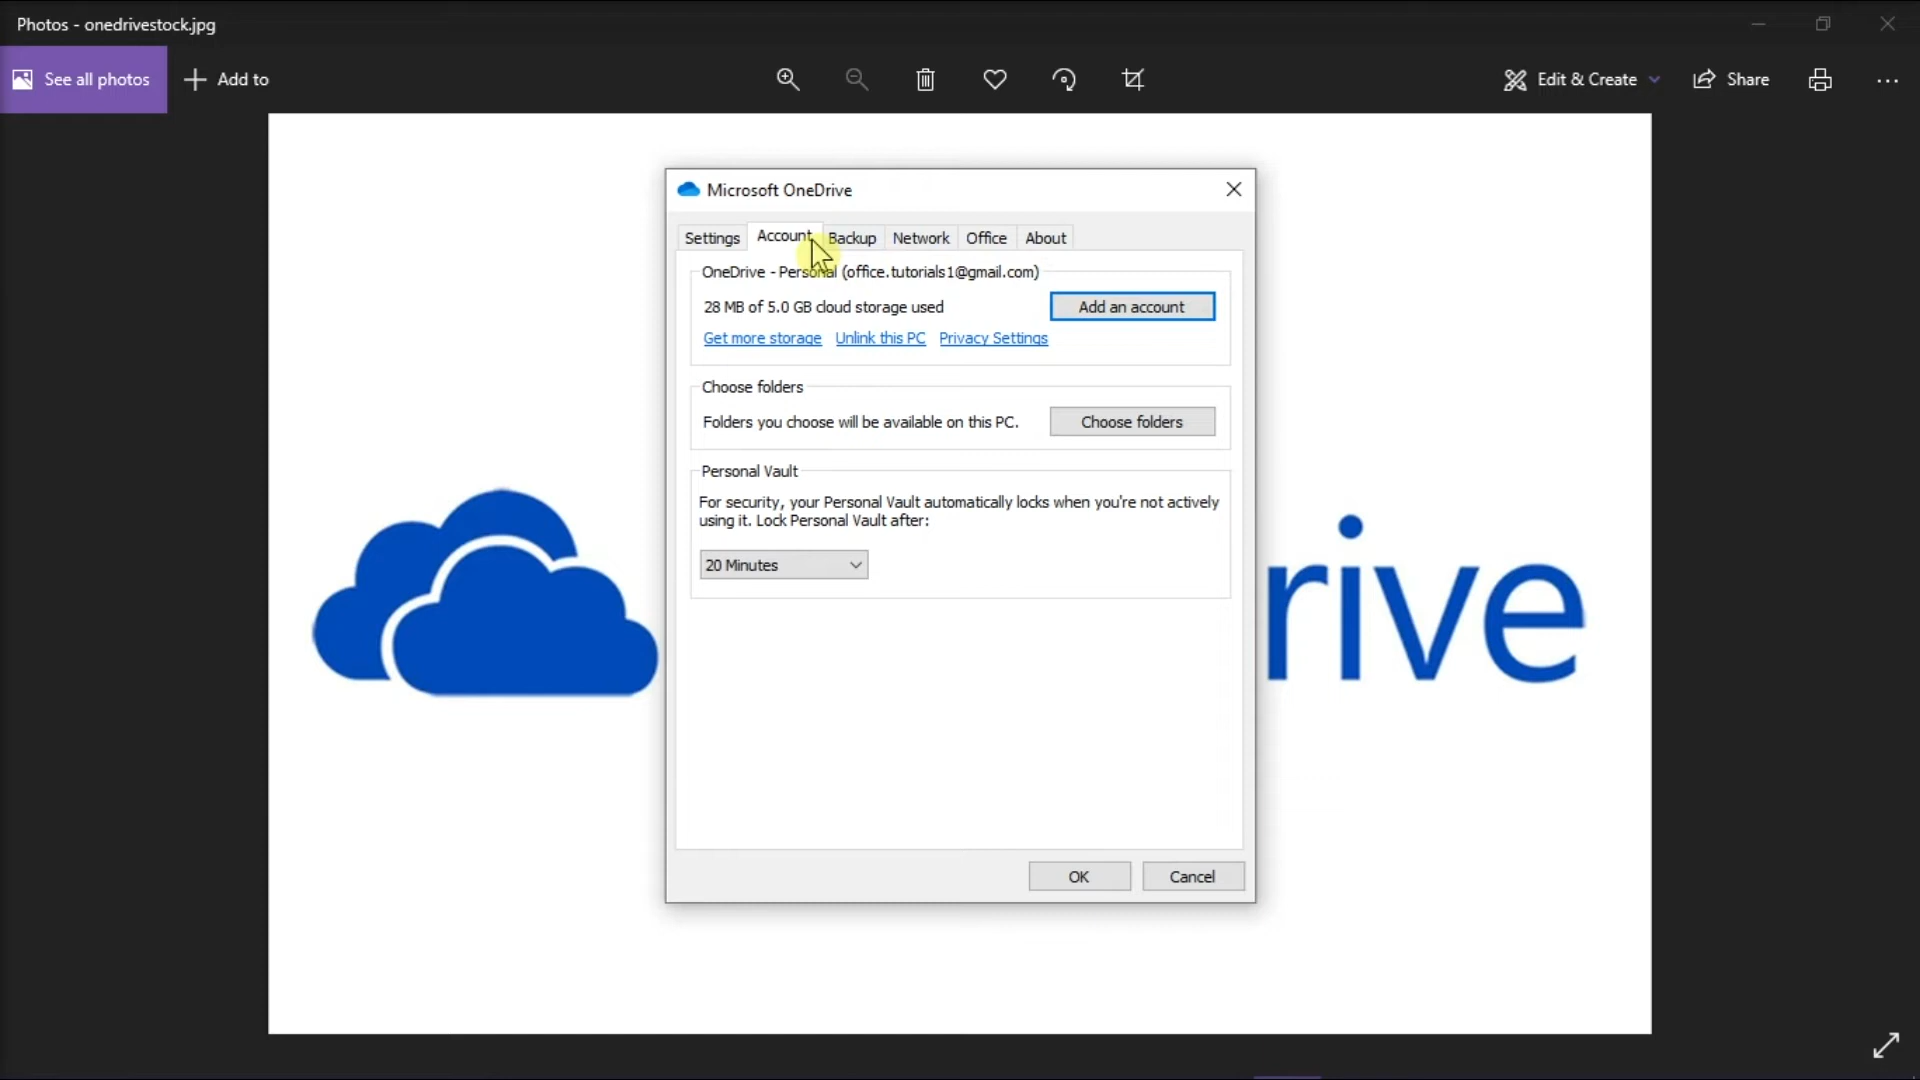 Photos - onedrivestock.jpg
See all photos
Add to
Edit & Create
Share
Microsoft OneDrive
Settings
Account
Backup
Network
Office
About
OneDrive - Personal (office.tutorials1@gmail.com)
28 MB of 5.0 GB cloud storage used
Add an account
Get more storage
Unlink this PC
Privacy Settings
Choose folders
Folders you choose will be available on this PC.
Choose folders
Personal Vault
For security, your Personal Vault automatically locks when you're not actively
using it. Lock Personal Vault after:
20 Minutes
rive
OK
Cancel